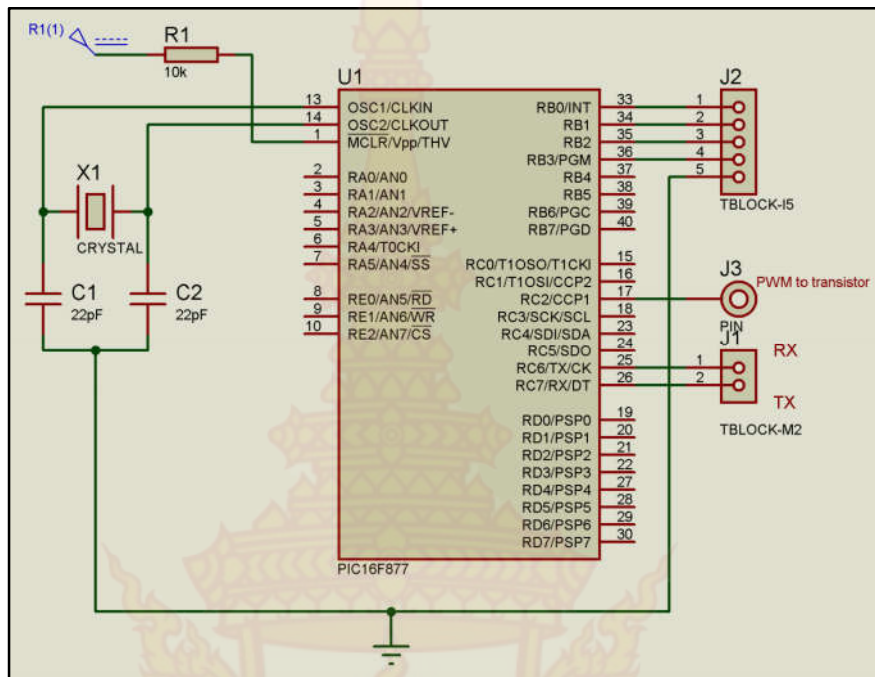 R1(1)
R1
10k
U1
J2
13 OSC1/CLKIN RB0/INT 33 1
14 OSC2/CLKOUT RB1 34 2
1 MCLR/Vpp/THV RB2 35 3
RB3/PGM 36 4
2 RA0/AN0 RB4 37 5
3 RA1/AN1 RB5 38
4 RA2/AN2/VREF- RB6/PGC 39
5 RA3/AN3/VREF+ RB7/PGD 40
6 RA4/T0CKI
7 RA5/AN4/SS RC0/T1OSO/T1CKI 15
RC1/T1OSI/CCP2 16
8 RE0/AN5/RD RC2/CCP1 17
9 RE1/AN6/WR RC3/SCK/SCL 18
10 RE2/AN7/CS RC4/SDI/SDA 23
RC5/SDO 24
RC6/TX/CK 25 1
RC7/RX/DT 26 2
RD0/PSP0 19
RD1/PSP1 20
RD2/PSP2 21
RD3/PSP3 22
RD4/PSP4 27
RD5/PSP5 28
RD6/PSP6 29
RD7/PSP7 30
PIC16F877
X1
CRYSTAL
C1
22pF
C2
22pF
TBLOCK-I5
J3
PWM to transistor
PIN
J1
RX
TX
TBLOCK-M2